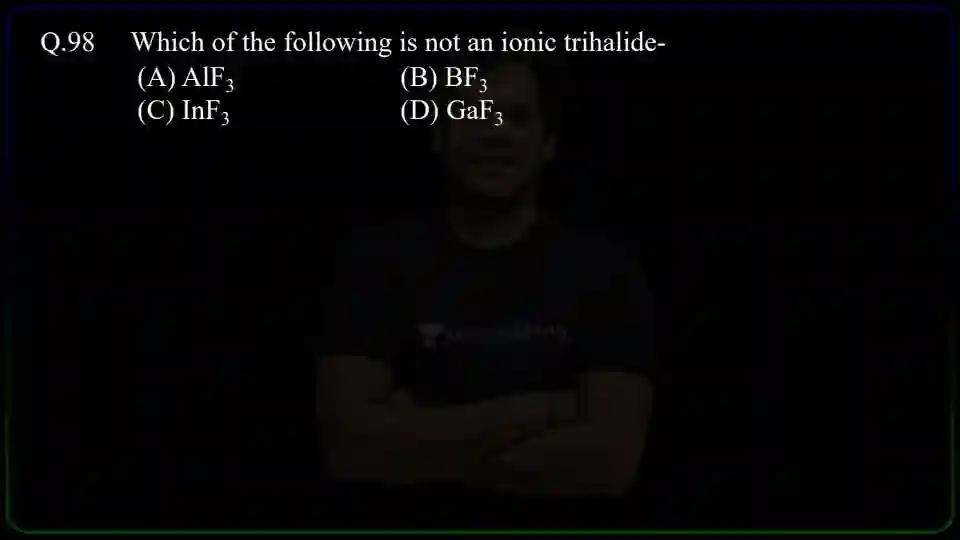 Q.98 Which of the following is not an ionic trihalide-
(A) AlF₃ (B) BF₃
(C) InF₃ (D) GaF₃